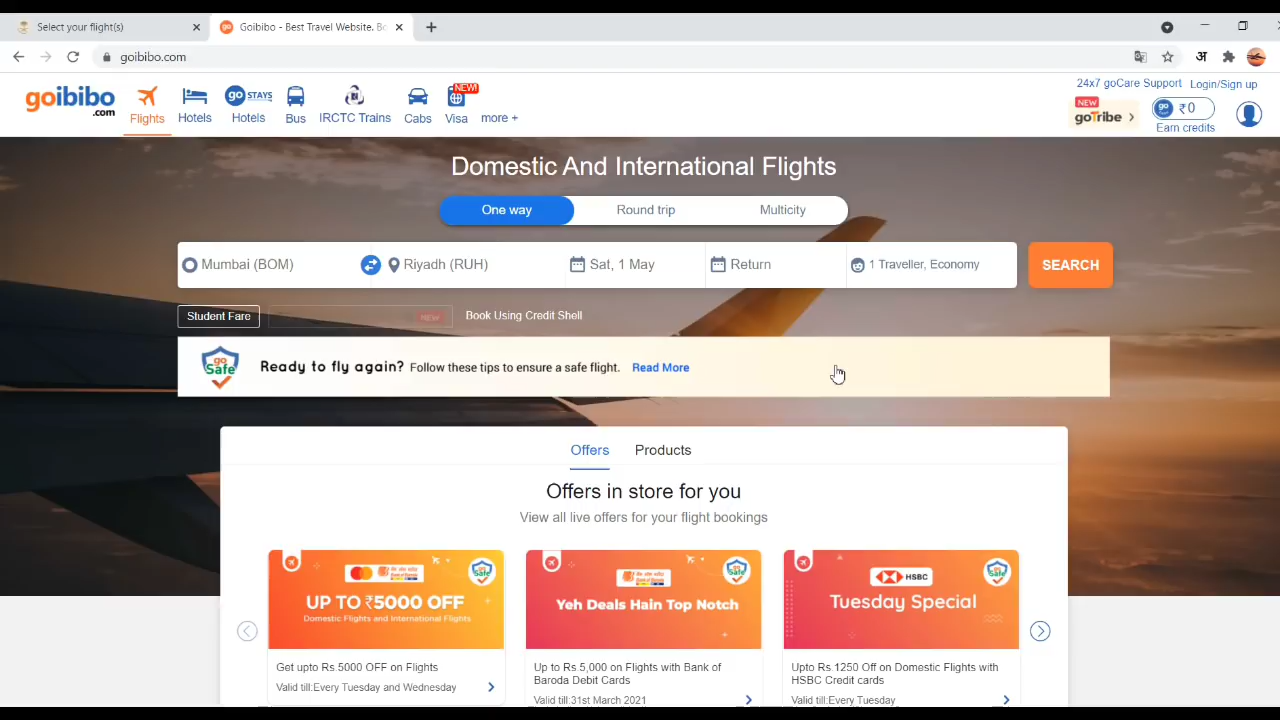 Select your flight(s)
Goibibo - Best Travel Website. Bo
goibibo.com
अ
24x7 goCare Support Login/Sign up
goibibo
.com
Flights
Hotels
go STAYS
Hotels
Bus
IRCTC Trains
Cabs
NEW!
Visa
more +
NEW
goTribe
go ₹0
Earn credits
Domestic And International Flights
One way Round trip Multicity
Mumbai (BOM) Riyadh (RUH) Sat, 1 May Return 1 Traveller, Economy SEARCH
Student Fare NEW Book Using Credit Shell
go
Safe
Ready to fly again? Follow these tips to ensure a safe flight. Read More
Offers Products
Offers in store for you
View all live offers for your flight bookings
UP TO ₹5000 OFF
Domestic Flights and International Flights
Get upto Rs.5000 OFF on Flights
Valid till:Every Tuesday and Wednesday
Yeh Deals Hain Top Notch
Up to Rs.5,000 on Flights with Bank of
Baroda Debit Cards
Valid till:31st March 2021
HSBC
Tuesday Special
Upto Rs.1250 Off on Domestic Flights with
HSBC Credit cards
Valid till:Every Tuesday